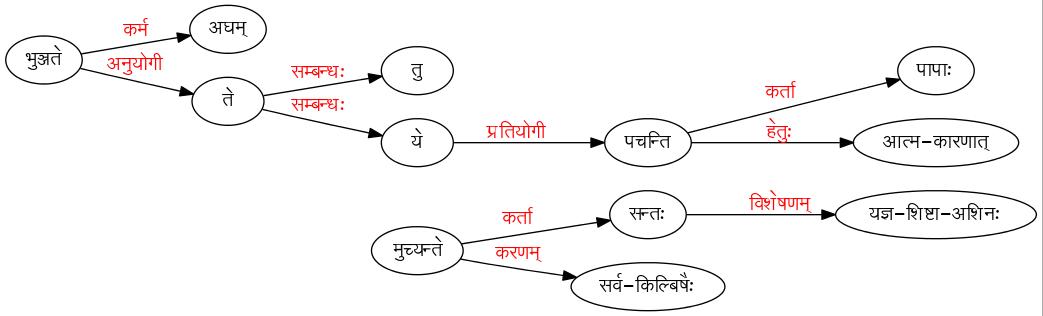 कर्म
अघम्
भुञ्जते
अनुयोगी
ते
सम्बन्धः
तु
सम्बन्धः
ये
प्रतियोगी
पचन्ति
कर्ता
पापाः
हेतुः
आत्म-कारणात्
मुच्यन्ते
कर्ता
सन्तः
विशेषणम्
यज्ञ-शिष्टा-अशिनः
करणम्
सर्व-किल्बिषैः